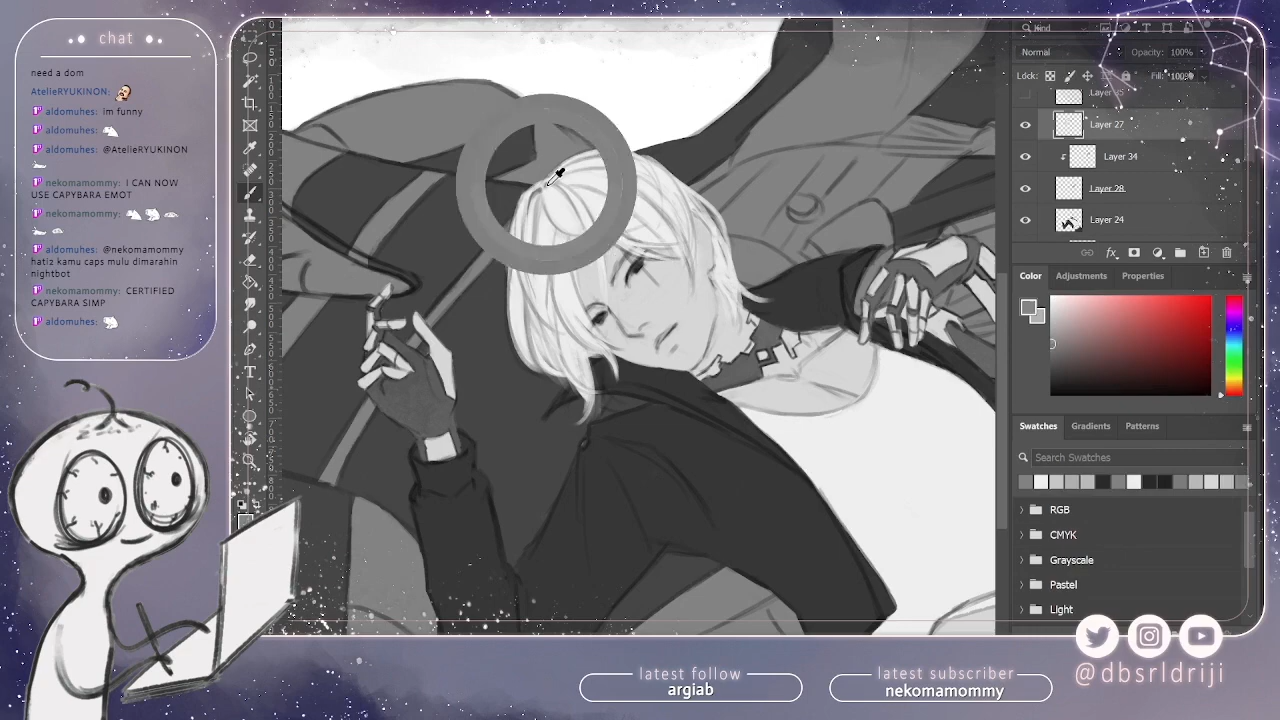 chat
need a dom
AtelieRYUKINON:
aldomuhes: im funny
aldomuhes:
aldomuhes: @AtelieRYUKINON
nekomamommy: I CAN NOW
USE CAPYBARA EMOT
nekomamommy:
aldomuhes: @nekomamommy
hatiz kamu caps mulu dimarahin
nightbot
nekomamommy: CERTIFIED
CAPYBARA SIMP
aldomuhes:
Kind
Normal
Opacity: 100%
Lock:
Fill: 100%
Layer 35
Layer 27
Layer 34
Layer 28
Layer 24
Color
Adjustments
Properties
Swatches
Gradients
Patterns
Search Swatches
RGB
CMYK
Grayscale
Pastel
Light
latest follow
argiab
latest subscriber
nekomamommy
@dbsrldriji